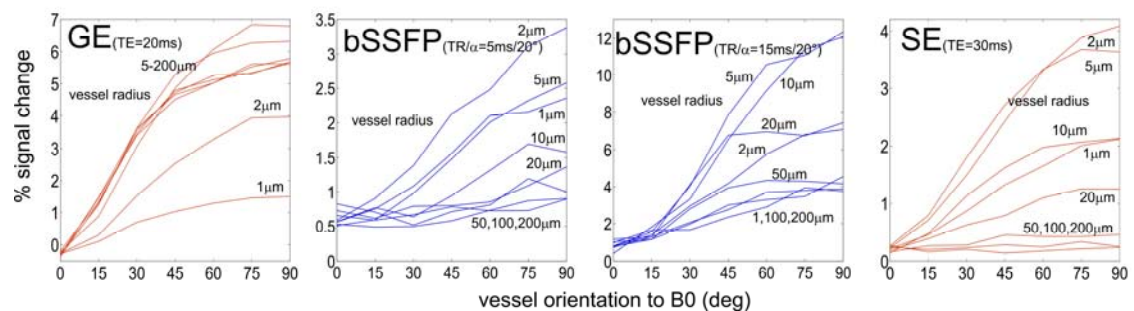 % signal change
GE(TE=20ms)
5-200μm
vessel radius
2μm
1μm
7
6
5
4
3
2
1
0
0 15 30 45 60 75 90
bSSFP(TR/α=5ms/20°)
2μm
5μm
vessel radius
1μm
10μm
20μm
50,100,200μm
3.5
3
2.5
2
1.5
1
0.5
0
0 15 30 45 60 75 90
bSSFP(TR/α=15ms/20°)
5μm
10μm
vessel radius
20μm
2μm
50μm
1,100,200μm
12
10
8
6
4
2
0
0 15 30 45 60 75 90
SE(TE=30ms)
2μm
5μm
vessel radius
10μm
1μm
20μm
50,100,200μm
4
3
2
1
0
0 15 30 45 60 75 90
vessel orientation to B0 (deg)